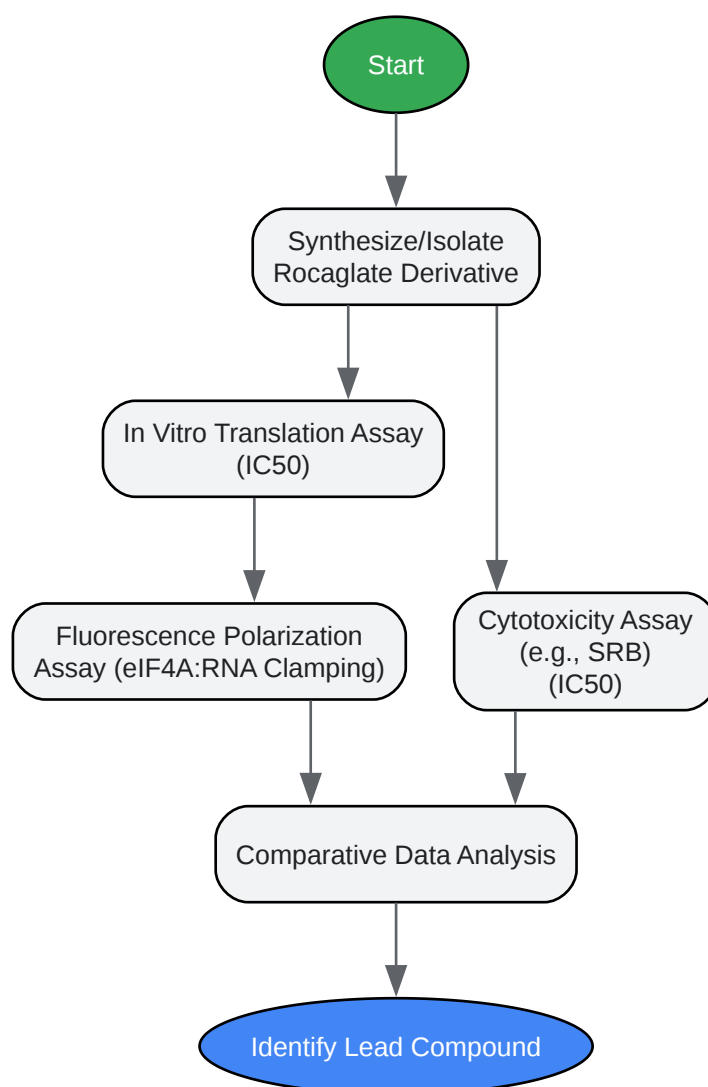 Start
Synthesize/Isolate
Rocaglate Derivative
In Vitro Translation Assay
(IC50)
Fluorescence Polarization
Assay (eIF4A:RNA Clamping)
Cytotoxicity Assay
(e.g., SRB)
(IC50)
Comparative Data Analysis
Identify Lead Compound